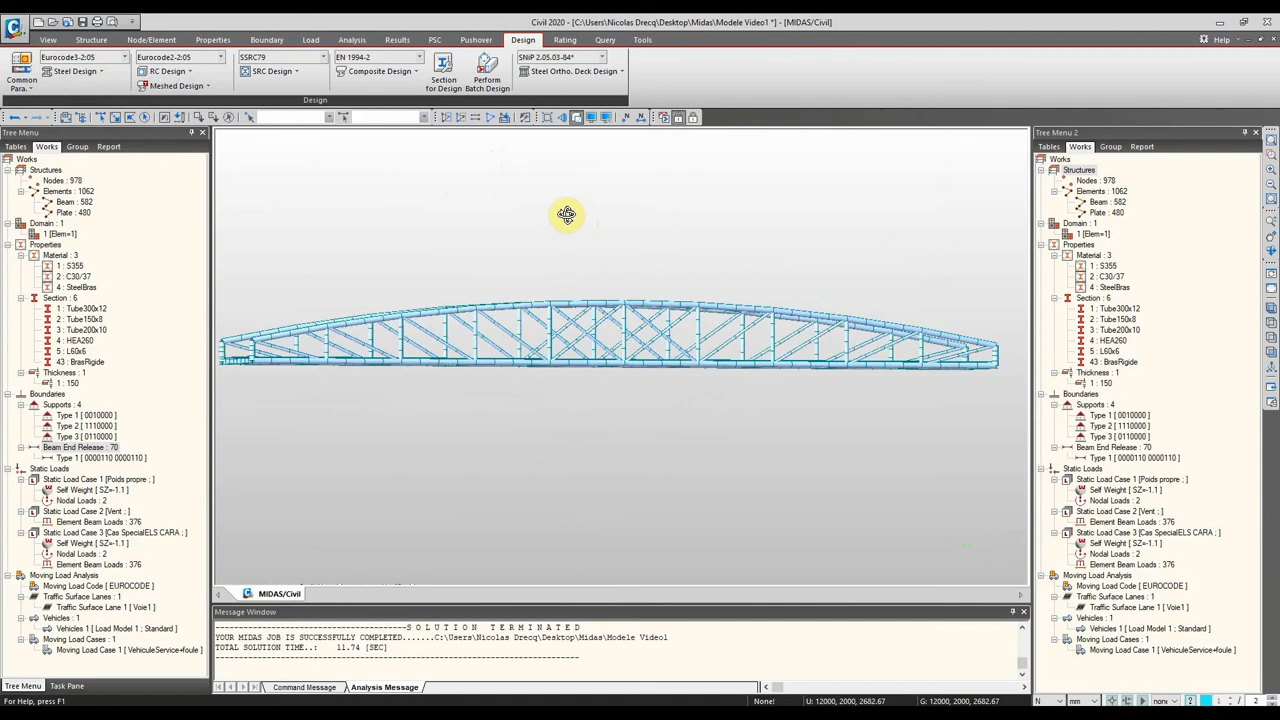 Civil 2020 - [C:\Users\Nicolas Drecq\Desktop\Midas\Modele Video1 *] - [MIDAS/Civil]
View Structure Node/Element Properties Boundary Load Analysis Results PSC Pushover Design Rating Query Tools Help
Common Para.
Eurocode3-2:05
Steel Design
Eurocode2-2:05
RC Design
Meshed Design
SSRC79
SRC Design
EN 1994-2
Composite Design
Section for Design
Perform Batch Design
SNiP 2.05.03-84*
Steel Ortho. Deck Design
Design
Tree Menu
Tables Works Group Report
Works
Structures
Nodes : 978
Elements : 1062
Beam : 582
Plate : 480
Domain : 1
1 [Elem=1]
Properties
Material : 3
1 : S355
2 : C30/37
4 : SteelBras
Section : 6
1 : Tube300x12
2 : Tube150x8
3 : Tube200x10
4 : HEA260
5 : L60x6
43 : BrasRigide
Thickness : 1
1 : 150
Boundaries
Supports : 4
Type 1 [ 0010000 ]
Type 2 [ 1110000 ]
Type 3 [ 0110000 ]
Beam End Release : 70
Type 1 [ 0000110 0000110 ]
Static Loads
Static Load Case 1 [Poids propre ; ]
Self Weight [ SZ=-1.1 ]
Nodal Loads : 2
Static Load Case 2 [Vent ; ]
Element Beam Loads : 376
Static Load Case 3 [Cas SpecialELS CARA ; ]
Self Weight [ SZ=-1.1 ]
Nodal Loads : 2
Element Beam Loads : 376
Moving Load Analysis
Moving Load Code [ EUROCODE ]
Traffic Surface Lanes : 1
Traffic Surface Lane 1 [ Voie1 ]
Vehicles : 1
Vehicles 1 [ Load Model 1 ; Standard ]
Moving Load Cases : 1
Moving Load Case 1 [ VehiculeService+foule ]
Tree Menu Task Pane
MIDAS/Civil
Message Window
S O L U T I O N   T E R M I N A T E D
YOUR MIDAS JOB IS SUCCESSFULLY COMPLETED......C:\Users\Nicolas Drecq\Desktop\Midas\Modele Video1
TOTAL SOLUTION TIME..: 11.74 [SEC]
Command Message Analysis Message
Tree Menu 2
Tables Works Group Report
Works
Structures
Nodes : 978
Elements : 1062
Beam : 582
Plate : 480
Domain : 1
1 [Elem=1]
Properties
Material : 3
1 : S355
2 : C30/37
4 : SteelBras
Section : 6
1 : Tube300x12
2 : Tube150x8
3 : Tube200x10
4 : HEA260
5 : L60x6
43 : BrasRigide
Thickness : 1
1 : 150
Boundaries
Supports : 4
Type 1 [ 0010000 ]
Type 2 [ 1110000 ]
Type 3 [ 0110000 ]
Beam End Release : 70
Type 1 [ 0000110 0000110 ]
Static Loads
Static Load Case 1 [Poids propre ; ]
Self Weight [ SZ=-1.1 ]
Nodal Loads : 2
Static Load Case 2 [Vent ; ]
Element Beam Loads : 376
Static Load Case 3 [Cas SpecialELS CARA ; ]
Self Weight [ SZ=-1.1 ]
Nodal Loads : 2
Element Beam Loads : 376
Moving Load Analysis
Moving Load Code [ EUROCODE ]
Traffic Surface Lanes : 1
Traffic Surface Lane 1 [ Voie1 ]
Vehicles : 1
Vehicles 1 [ Load Model 1 ; Standard ]
Moving Load Cases : 1
Moving Load Case 1 [ VehiculeService+foule ]
For Help, press F1
None!
U: 12000, 2000, 2682.67
G: 12000, 2000, 2682.67
N
mm
none
1 / 2